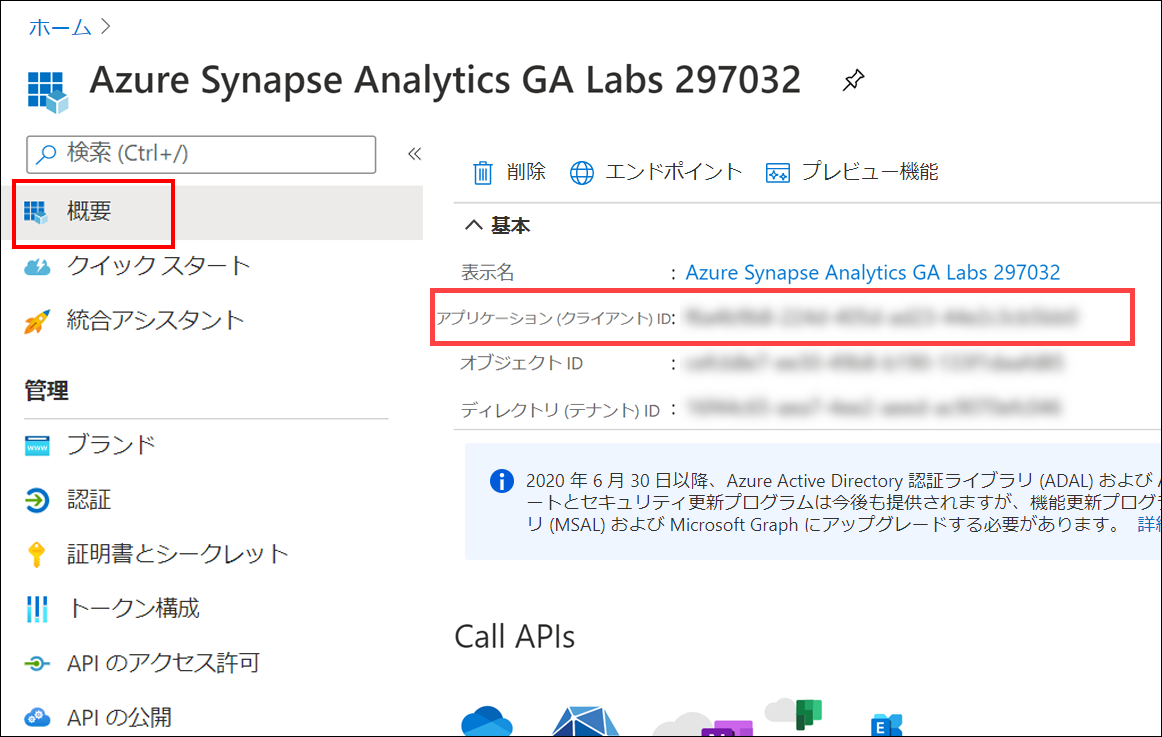 ホーム >
Azure Synapse Analytics GA Labs 297032
検索 (Ctrl+/)
«
概要
クイック スタート
統合アシスタント
管理
ブランド
認証
証明書とシークレット
トークン構成
API のアクセス許可
API の公開
削除 エンドポイント プレビュー機能
基本
表示名 : Azure Synapse Analytics GA Labs 297032
アプリケーション (クライアント) ID:
オブジェクト ID :
ディレクトリ (テナント) ID :
2020 年 6 月 30 日以降、Azure Active Directory 認証ライブラリ (ADAL) および
ートとセキュリティ更新プログラムは今後も提供されますが、機能更新プログ
リ (MSAL) および Microsoft Graph にアップグレードする必要があります。 詳
Call APIs